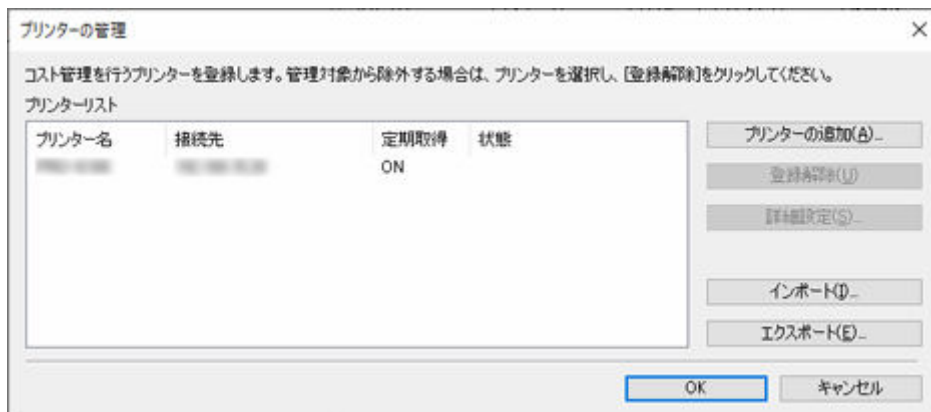 プリンターの管理
コスト管理を行うプリンターを登録します。管理対象から除外する場合は、プリンターを選択し、[登録解除]をクリックしてください。
プリンターリスト
プリンター名 接続先 定期取得 状態
ON
プリンターの追加(A)...
登録解除(U)
詳細設定(S)...
インポート(I)...
エクスポート(E)...
OK キャンセル